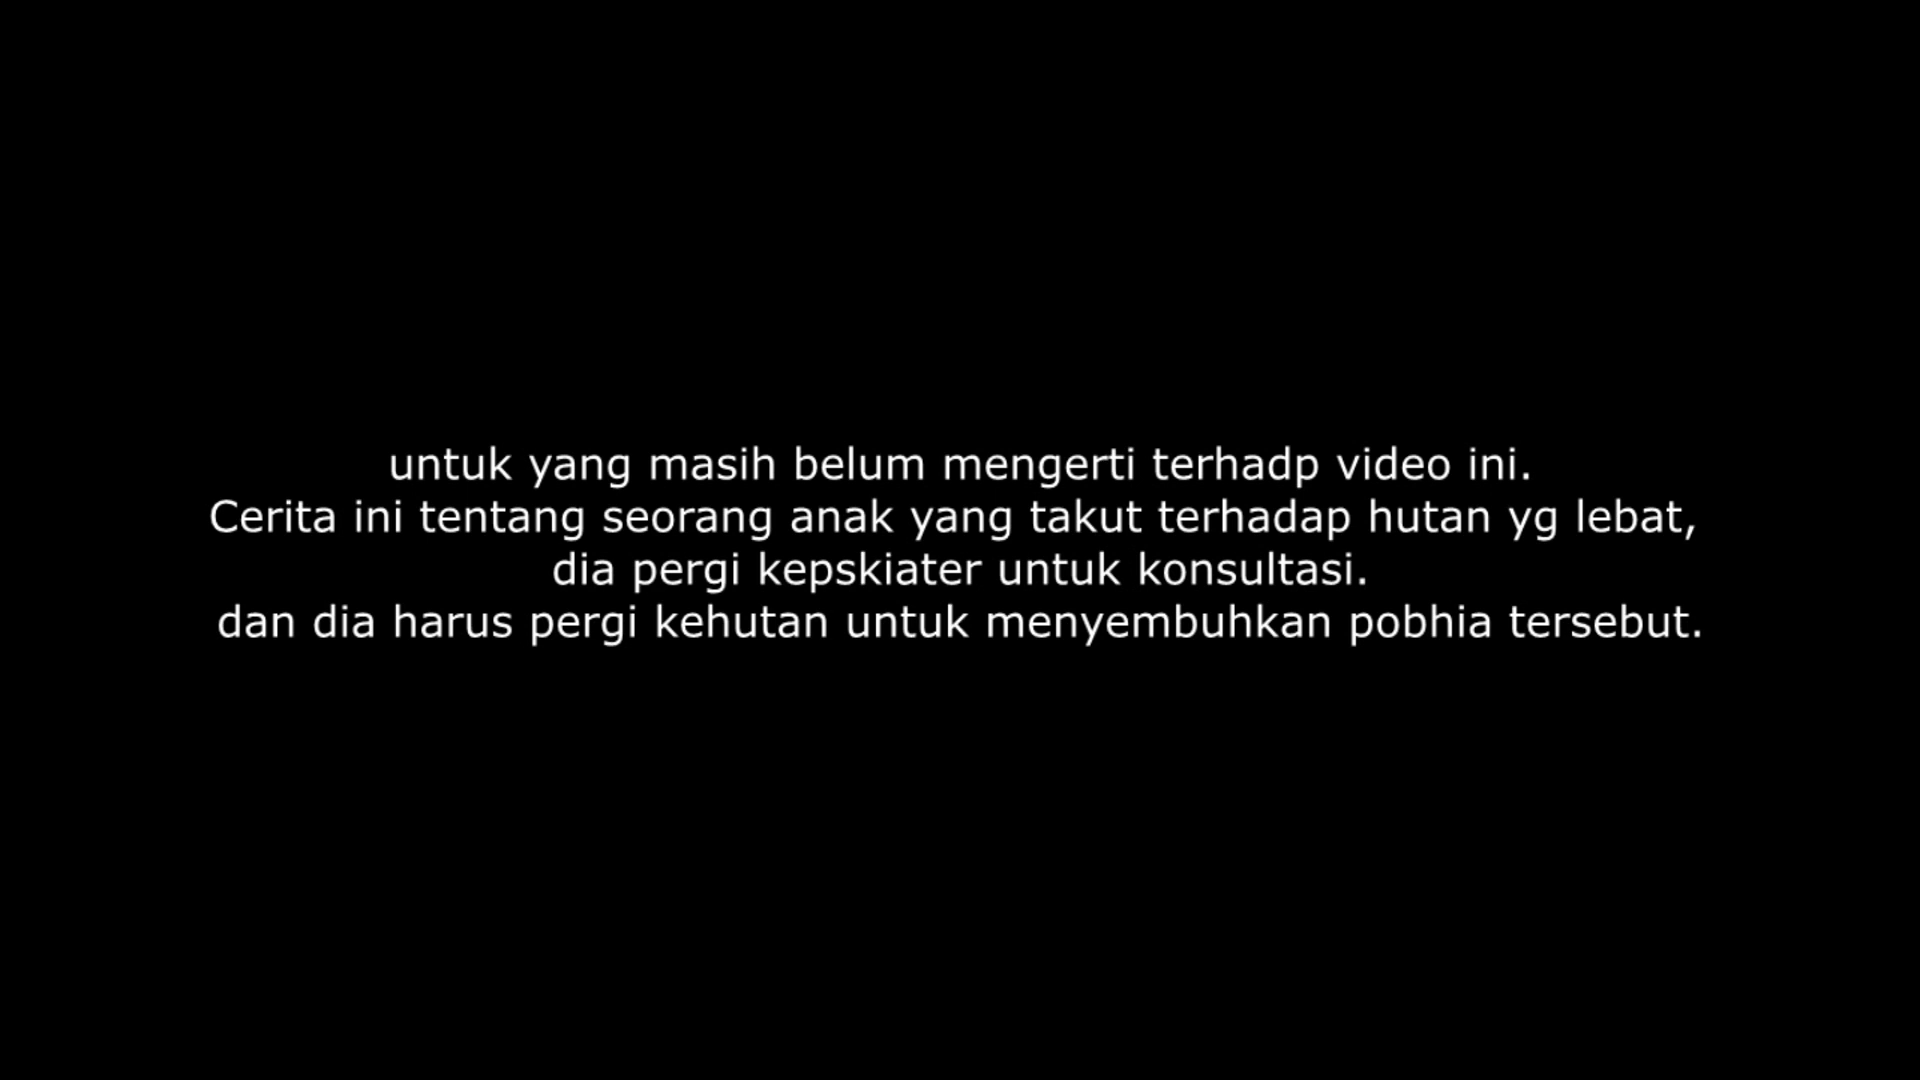 untuk yang masih belum mengerti terhadp video ini.
Cerita ini tentang seorang anak yang takut terhadap hutan yg lebat,
dia pergi kepskiater untuk konsultasi.
dan dia harus pergi kehutan untuk menyembuhkan pobhia tersebut.